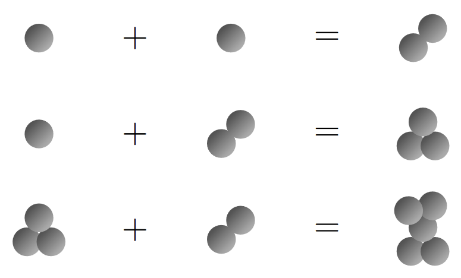 + =
+ =
+ =